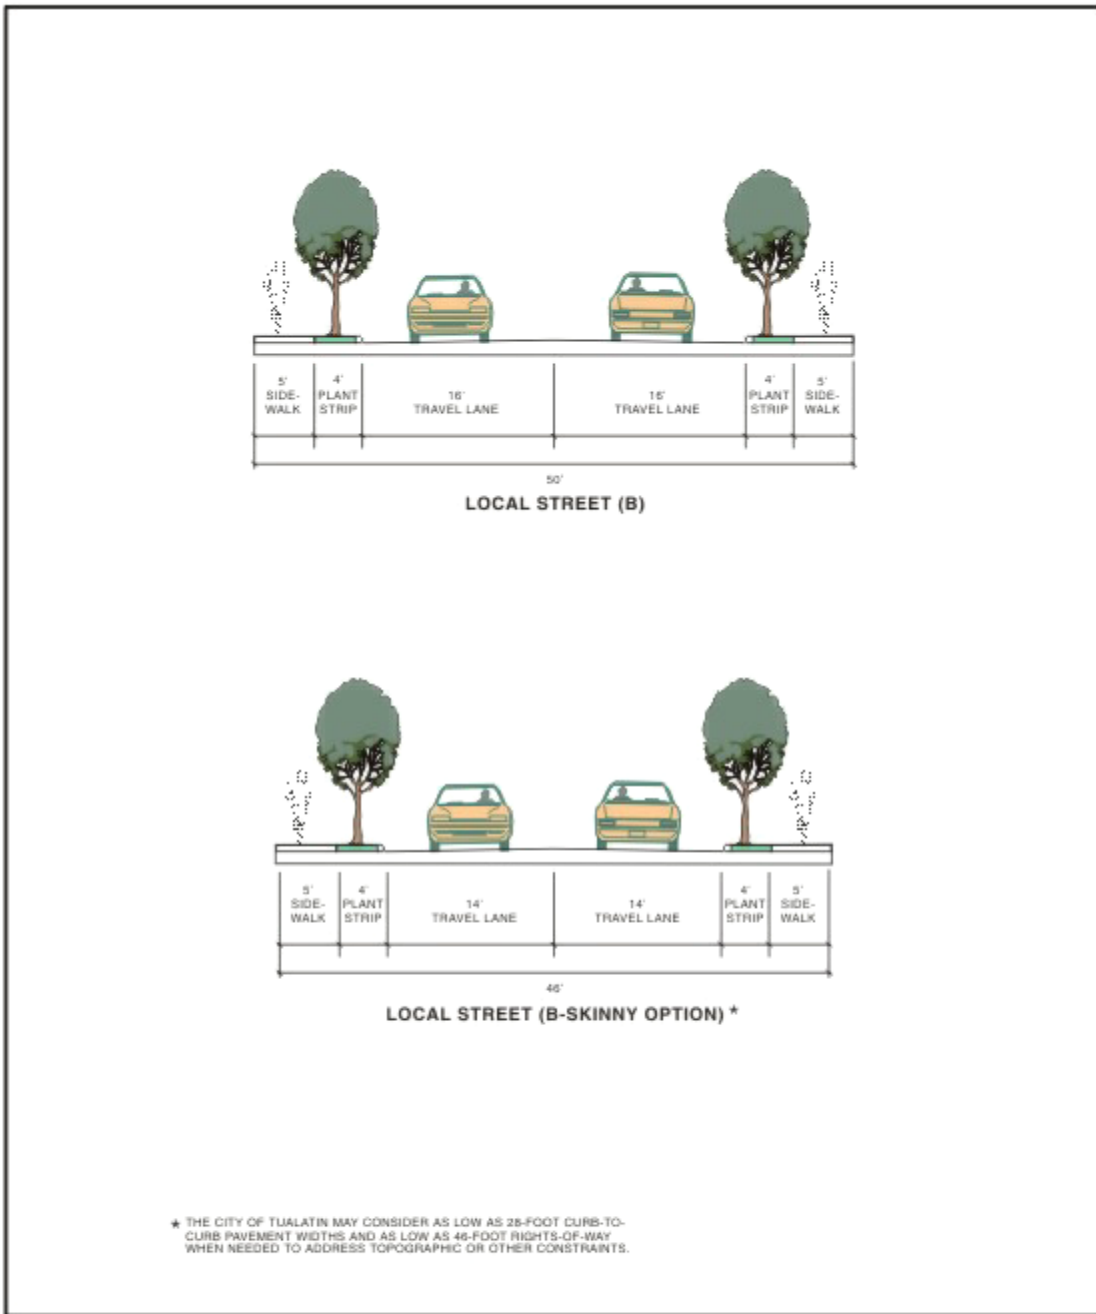 5'
SIDE-
WALK
4'
PLANT
STRIP
16'
TRAVEL LANE
16'
TRAVEL LANE
4'
PLANT
STRIP
5'
SIDE-
WALK
50'
LOCAL STREET (B)
5'
SIDE-
WALK
4'
PLANT
STRIP
14'
TRAVEL LANE
14'
TRAVEL LANE
4'
PLANT
STRIP
5'
SIDE-
WALK
46'
LOCAL STREET (B-SKINNY OPTION) *
* THE CITY OF TUALATIN MAY CONSIDER AS LOW AS 28-FOOT CURB-TO-
CURB PAVEMENT WIDTHS AND AS LOW AS 46-FOOT RIGHTS-OF-WAY
WHEN NEEDED TO ADDRESS TOPOGRAPHIC OR OTHER CONSTRAINTS.